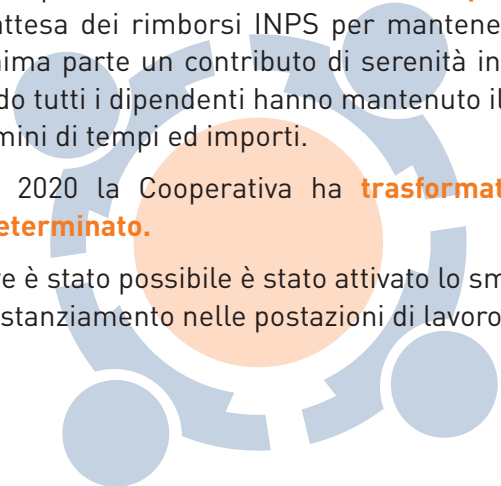 attesa dei rimborsi INPS per mantene
ima parte un contributo di serenità in
do tutti i dipendenti hanno mantenuto il
mini di tempi ed importi.
2020 la Cooperativa ha trasformat
eterminato.
e è stato possibile è stato attivato lo sm
stanziamento nelle postazioni di lavoro